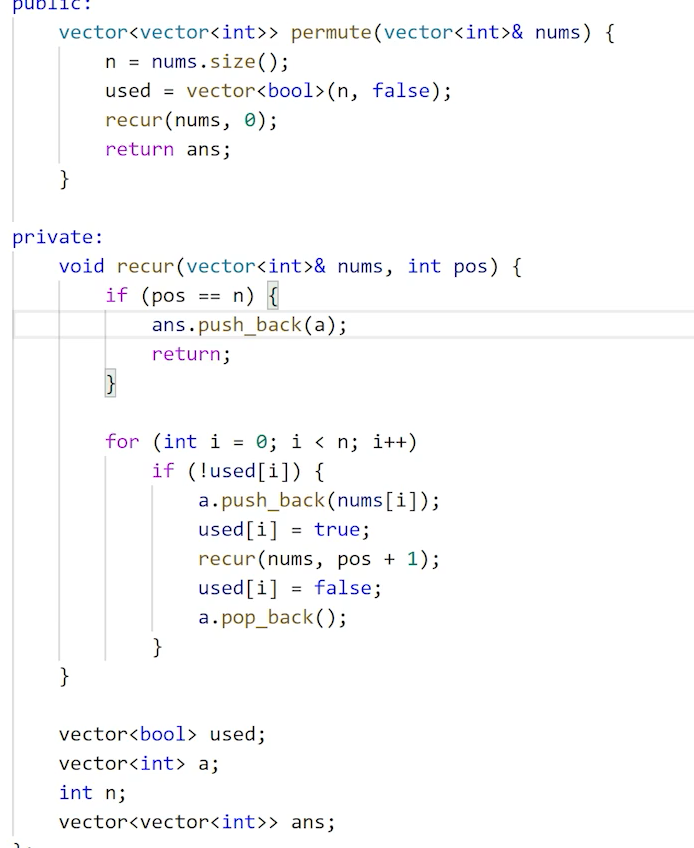 public:
    vector<vector<int>> permute(vector<int>& nums) {
        n = nums.size();
        used = vector<bool>(n, false);
        recur(nums, 0);
        return ans;
    }

private:
    void recur(vector<int>& nums, int pos) {
        if (pos == n) {
            ans.push_back(a);
            return;
        }

        for (int i = 0; i < n; i++)
            if (!used[i]) {
                a.push_back(nums[i]);
                used[i] = true;
                recur(nums, pos + 1);
                used[i] = false;
                a.pop_back();
            }
    }

    vector<bool> used;
    vector<int> a;
    int n;
    vector<vector<int>> ans;
};